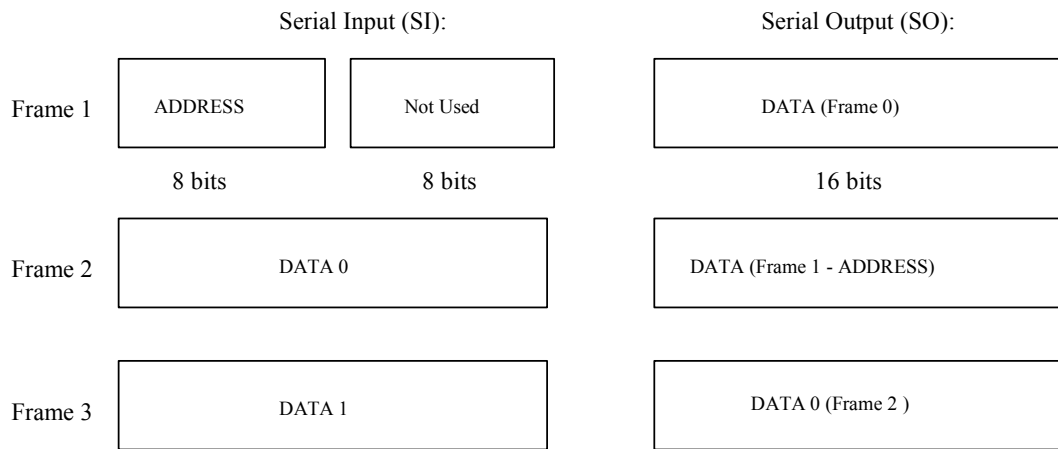 Serial Input (SI):
Serial Output (SO):
Frame 1
ADDRESS
Not Used
DATA (Frame 0)
8 bits
8 bits
16 bits
Frame 2
DATA 0
DATA (Frame 1 - ADDRESS)
Frame 3
DATA 1
DATA 0 (Frame 2 )